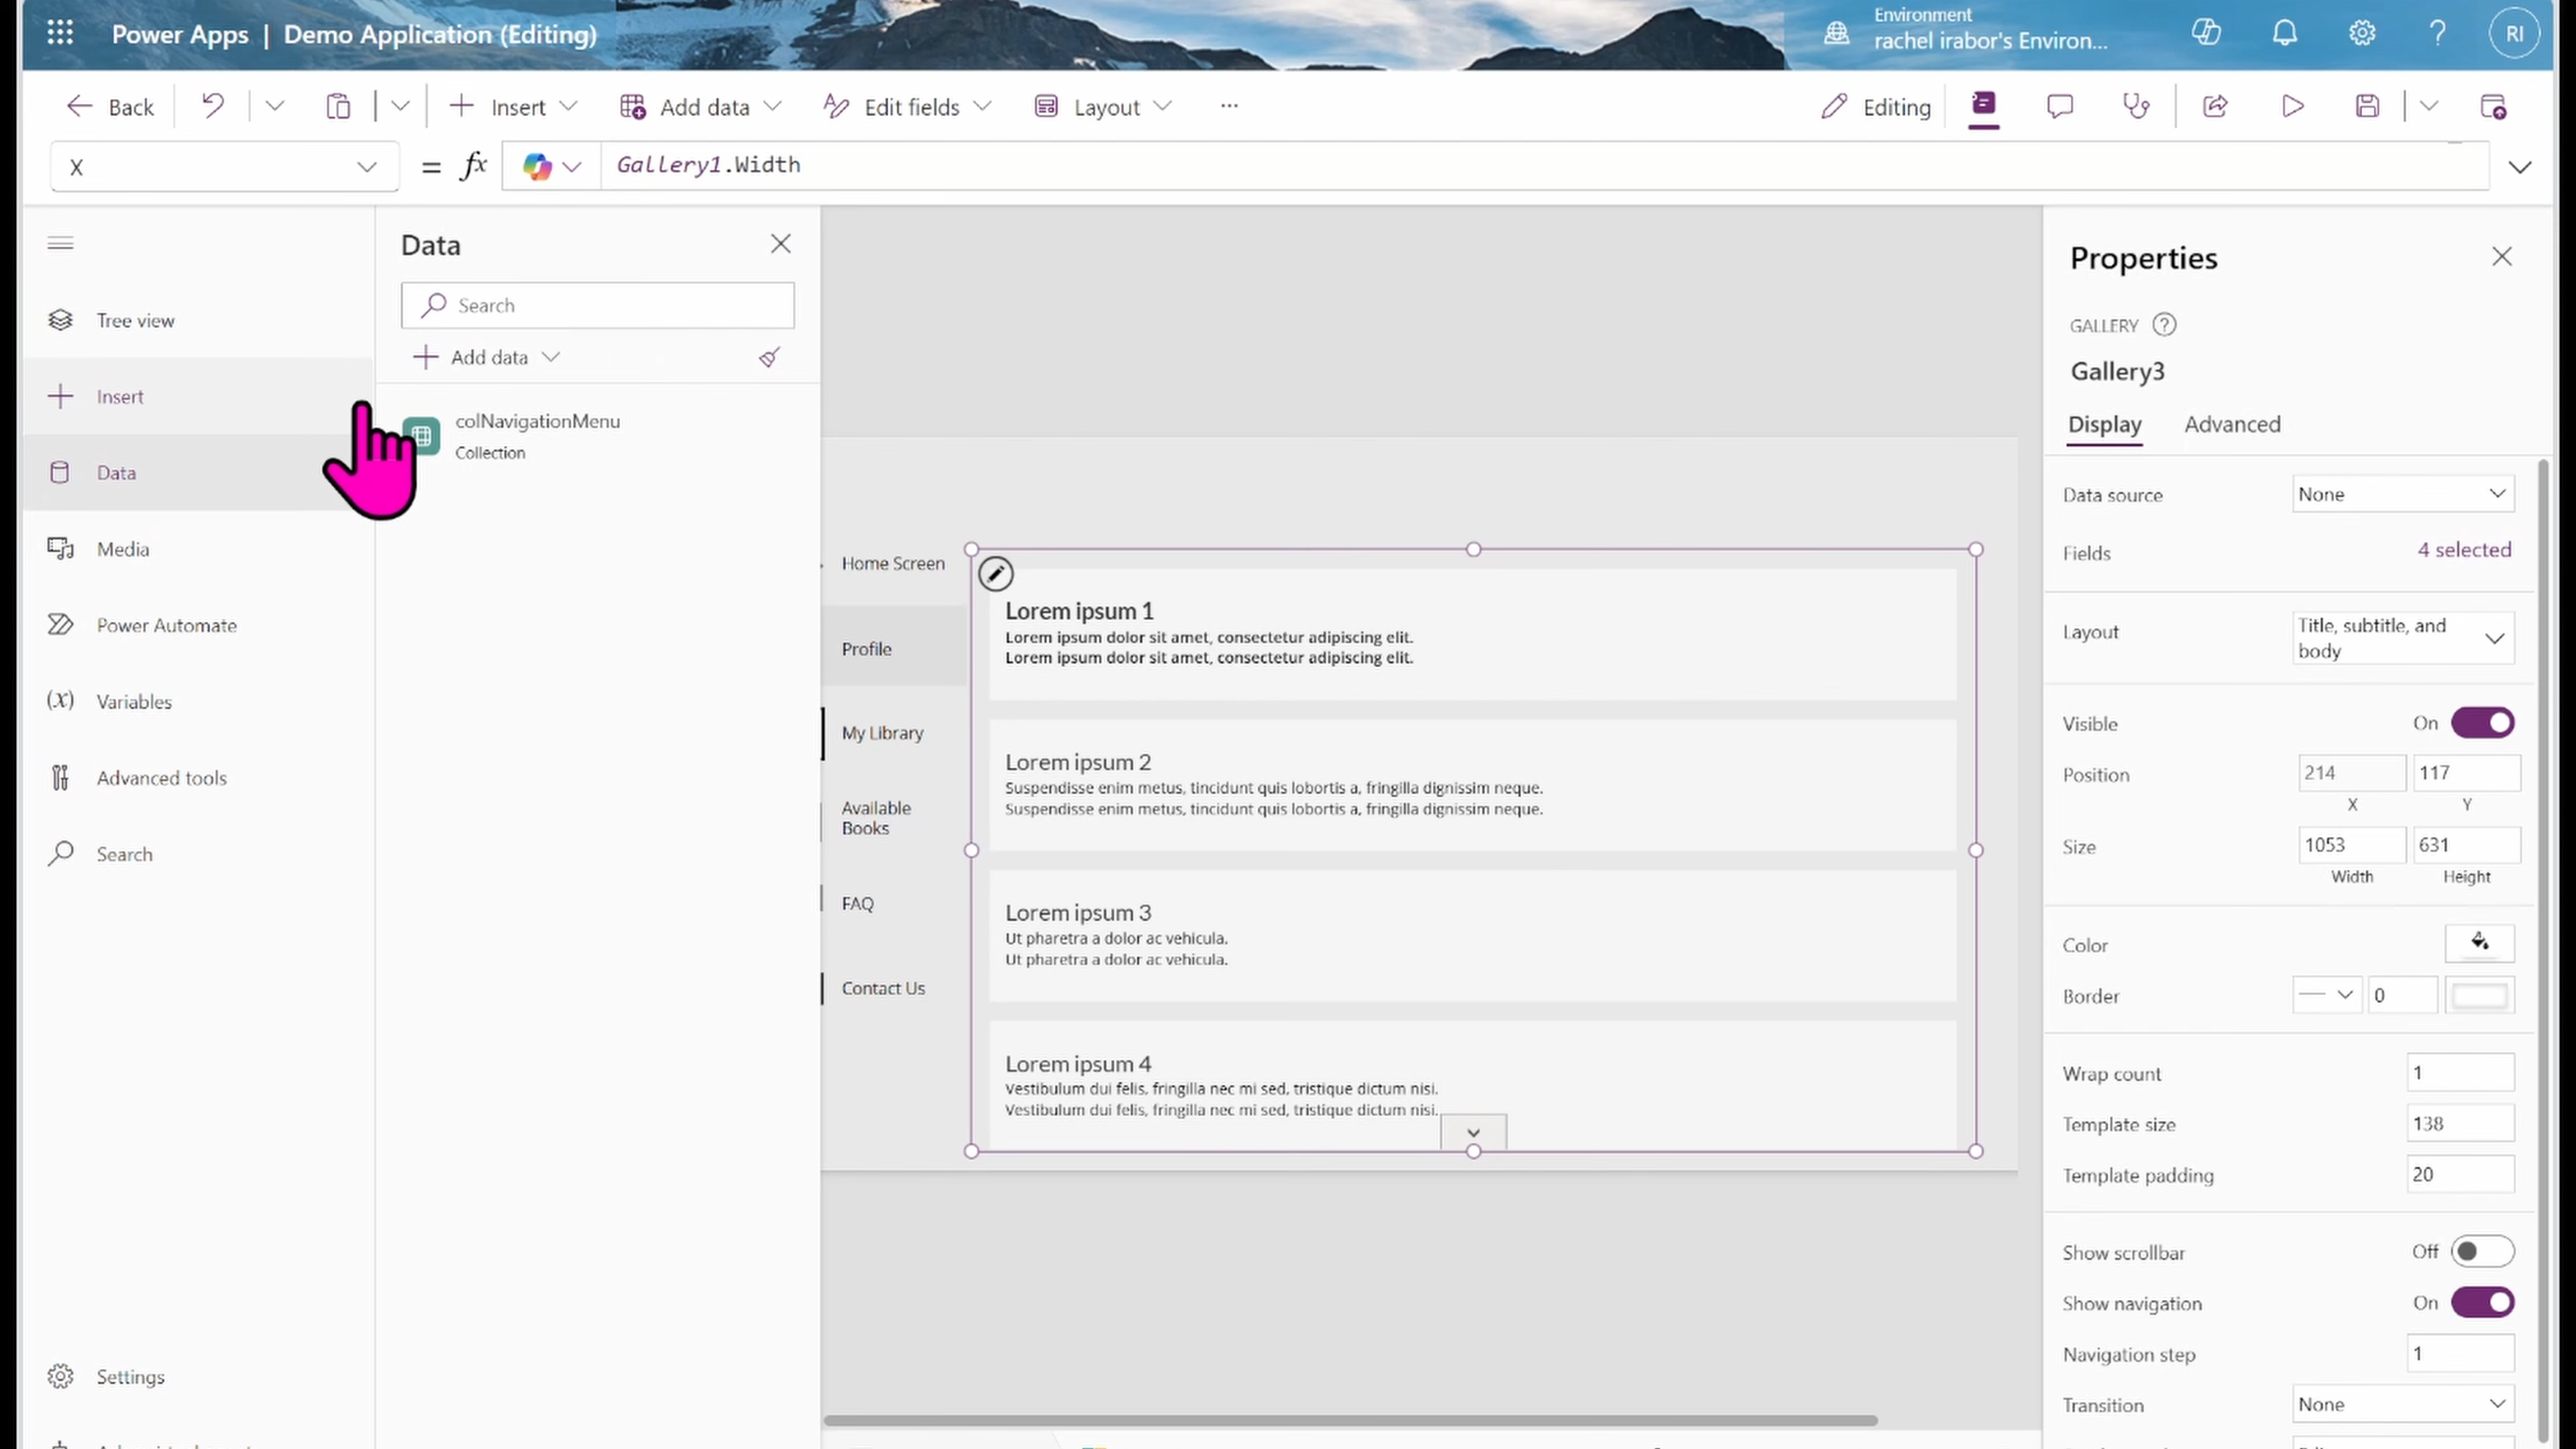 Power Apps | Demo Application (Editing)
Environment
rachel irabor's Environ...
RI
Back
Insert
Add data
Edit fields
Layout
...
Editing
X
= fx
Gallery1.Width
Tree view
Insert
Data
Media
Power Automate
(x) Variables
Advanced tools
Search
Settings
Data
Search
Add data
colNavigationMenu
Collection
Home Screen
Profile
My Library
Available
Books
FAQ
Contact Us
Lorem ipsum 1
Lorem ipsum dolor sit amet, consectetur adipiscing elit.
Lorem ipsum dolor sit amet, consectetur adipiscing elit.
Lorem ipsum 2
Suspendisse enim metus, tincidunt quis lobortis a, fringilla dignissim neque.
Suspendisse enim metus, tincidunt quis lobortis a, fringilla dignissim neque.
Lorem ipsum 3
Ut pharetra a dolor ac vehicula.
Ut pharetra a dolor ac vehicula.
Lorem ipsum 4
Vestibulum dui felis, fringilla nec mi sed, tristique dictum nisi.
Vestibulum dui felis, fringilla nec mi sed, tristique dictum nisi.
Properties
GALLERY ?
Gallery3
Display Advanced
Data source None
Fields 4 selected
Layout Title, subtitle, and
body
Visible On
Position 214 117
X Y
Size 1053 631
Width Height
Color
Border 0
Wrap count 1
Template size 138
Template padding 20
Show scrollbar Off
Show navigation On
Navigation step 1
Transition None